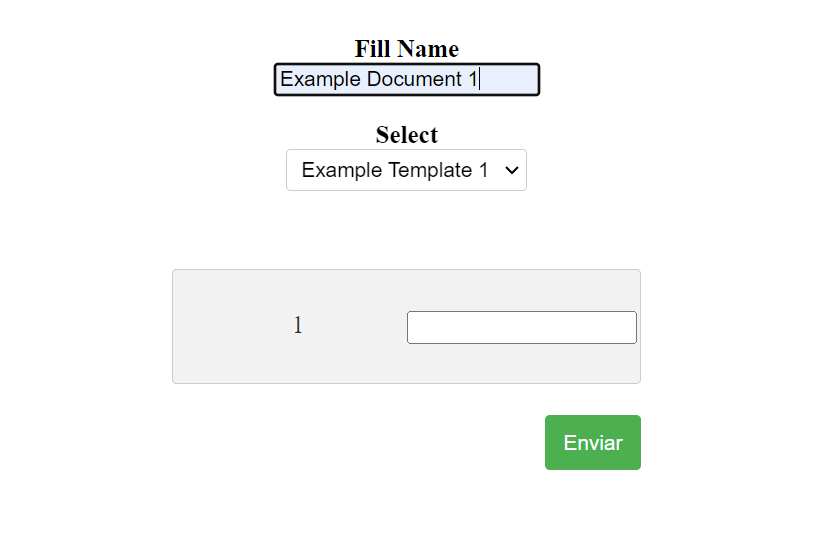 Fill Name
Example Document 1
Select
Example Template 1
1
Enviar